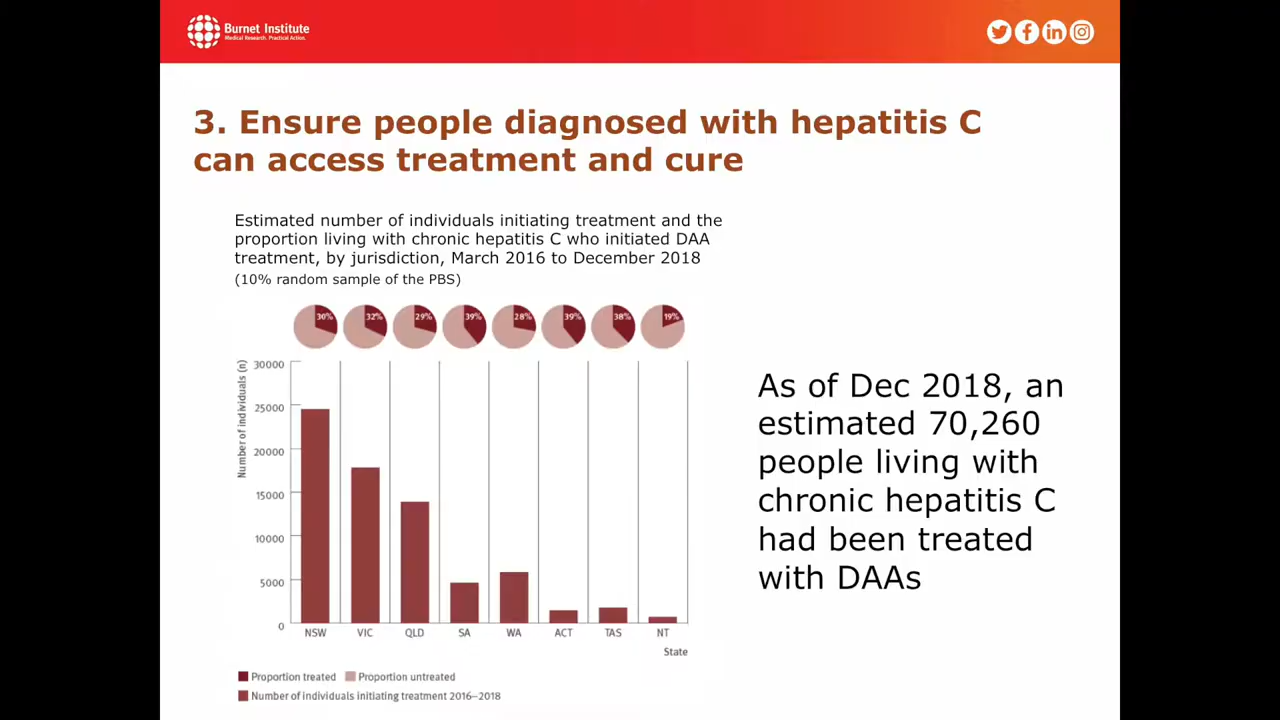 Burnet Institute
Medical Research. Practical Action.
3. Ensure people diagnosed with hepatitis C
can access treatment and cure
Estimated number of individuals initiating treatment and the
proportion living with chronic hepatitis C who initiated DAA
treatment, by jurisdiction, March 2016 to December 2018
(10% random sample of the PBS)
30% 32% 29% 39% 28% 39% 38% 19%
Number of individuals (n)
30000
25000
20000
15000
10000
5000
0
NSW VIC QLD SA WA ACT TAS NT
State
Proportion treated Proportion untreated
Number of individuals initiating treatment 2016–2018
As of Dec 2018, an
estimated 70,260
people living with
chronic hepatitis C
had been treated
with DAAs